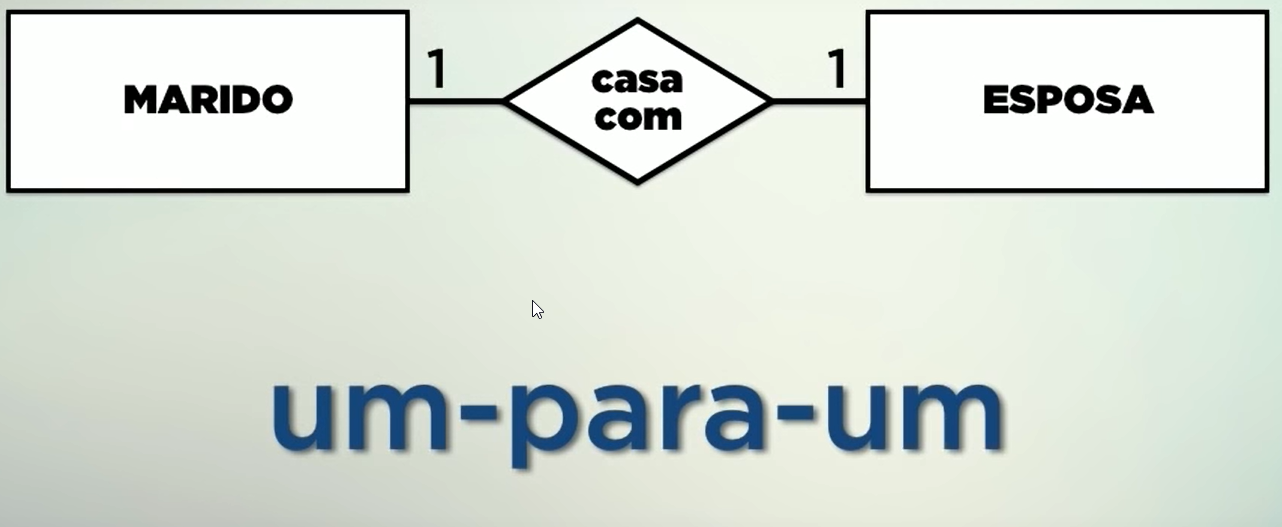 MARIDO
1
casa
com
1
ESPOSA
um-para-um